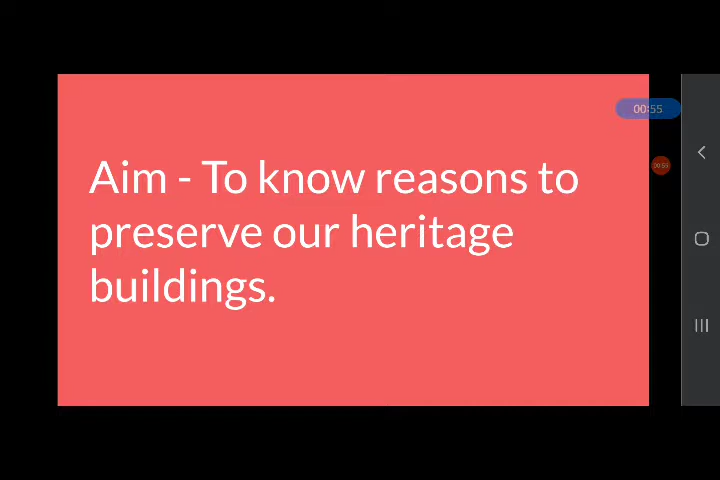 00:55
Aim - To know reasons to
preserve our heritage
buildings.